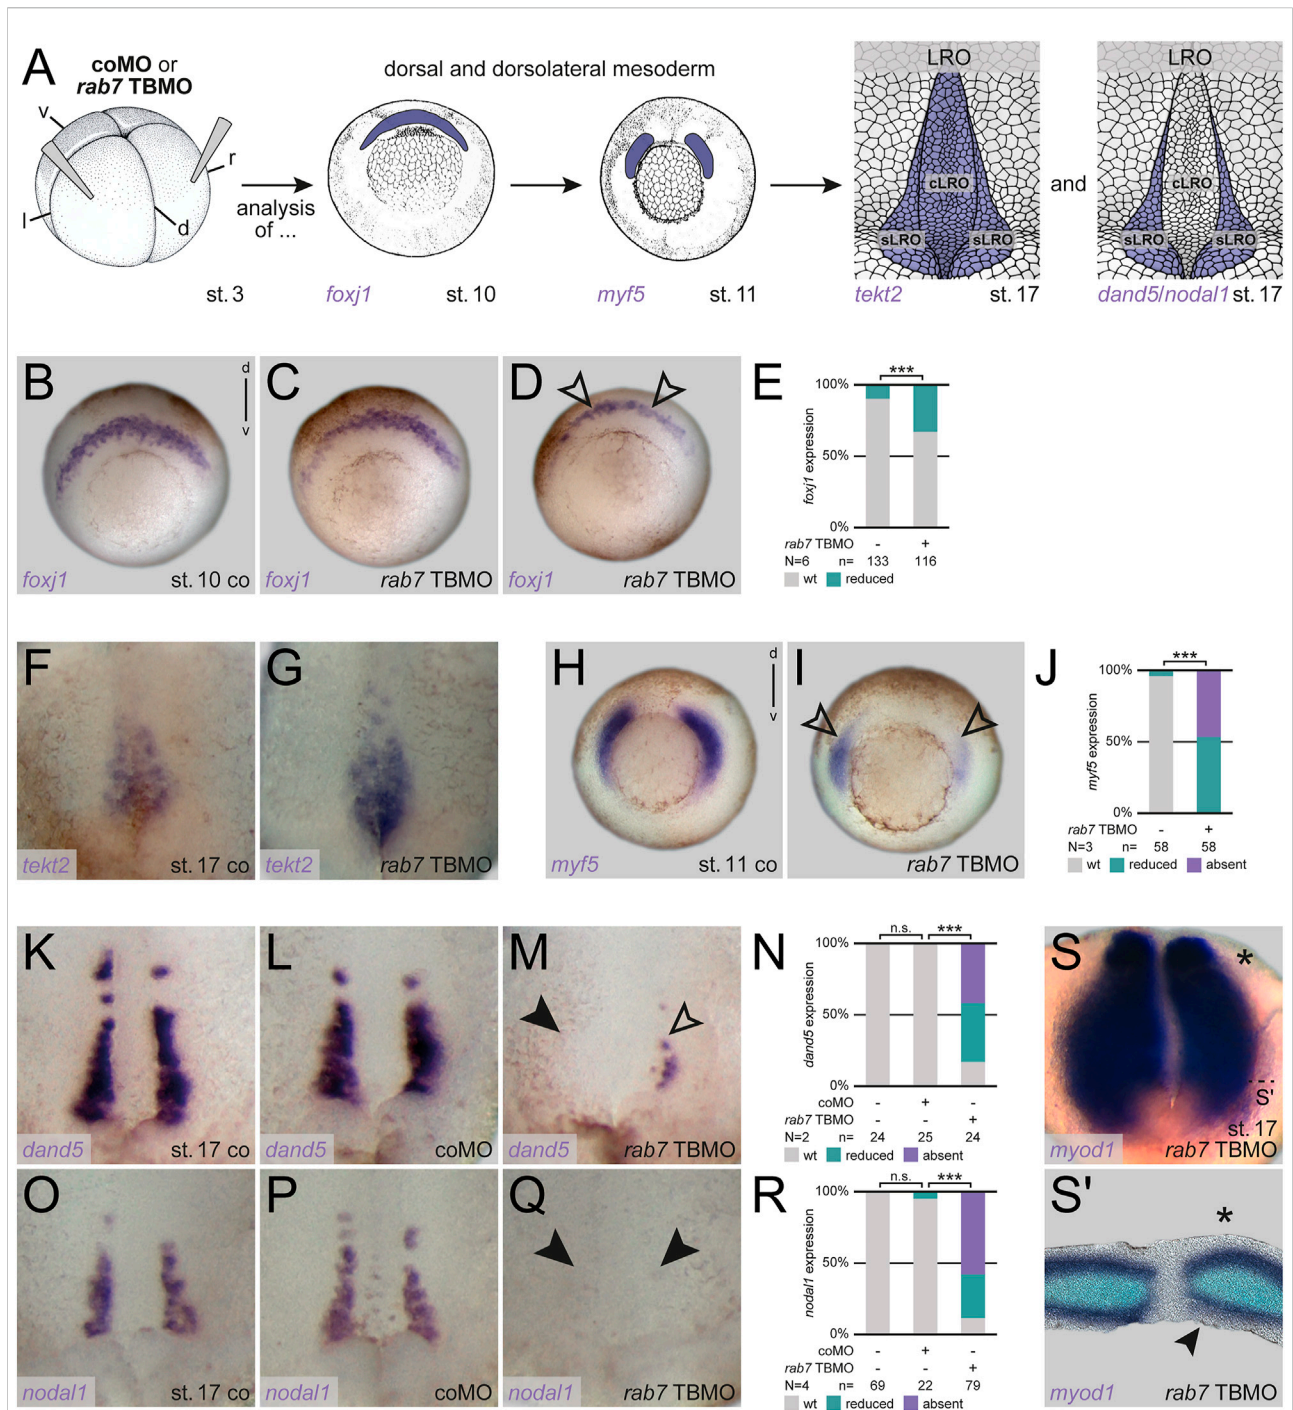 A
coMO or
rab7 TBMO
v
r
l
d
st. 3
analysis
of ...
dorsal and dorsolateral mesoderm
foxj1
st. 10
myf5
st. 11
LRO
cLRO
sLRO
sLRO
tekt2
st. 17
and
LRO
cLRO
sLRO
sLRO
dand5/nodal1 st. 17
B
d
v
foxj1
st. 10 co
C
foxj1
rab7 TBMO
D
foxj1
rab7 TBMO
E
***
100%
50%
0%
foxj1 expression
rab7 TBMO - +
N=6 n= 133 116
wt reduced
F
tekt2
st. 17 co
G
tekt2
rab7 TBMO
H
d
v
myf5
st. 11 co
I
rab7 TBMO
J
***
100%
50%
0%
myf5 expression
rab7 TBMO - +
N=3 n= 58 58
wt reduced absent
K
dand5
st. 17 co
L
dand5
coMO
M
dand5
rab7 TBMO
N
n.s. ***
100%
50%
0%
dand5 expression
coMO - + -
rab7 TBMO - - +
N=2 n= 24 25 24
wt reduced absent
S
*
S'
st. 17
myod1
rab7 TBMO
O
nodal1
st. 17 co
P
nodal1
coMO
Q
nodal1
rab7 TBMO
R
n.s. ***
100%
50%
0%
nodal1 expression
coMO - + -
rab7 TBMO - - +
N=4 n= 69 22 79
wt reduced absent
S'
*
myod1
rab7 TBMO